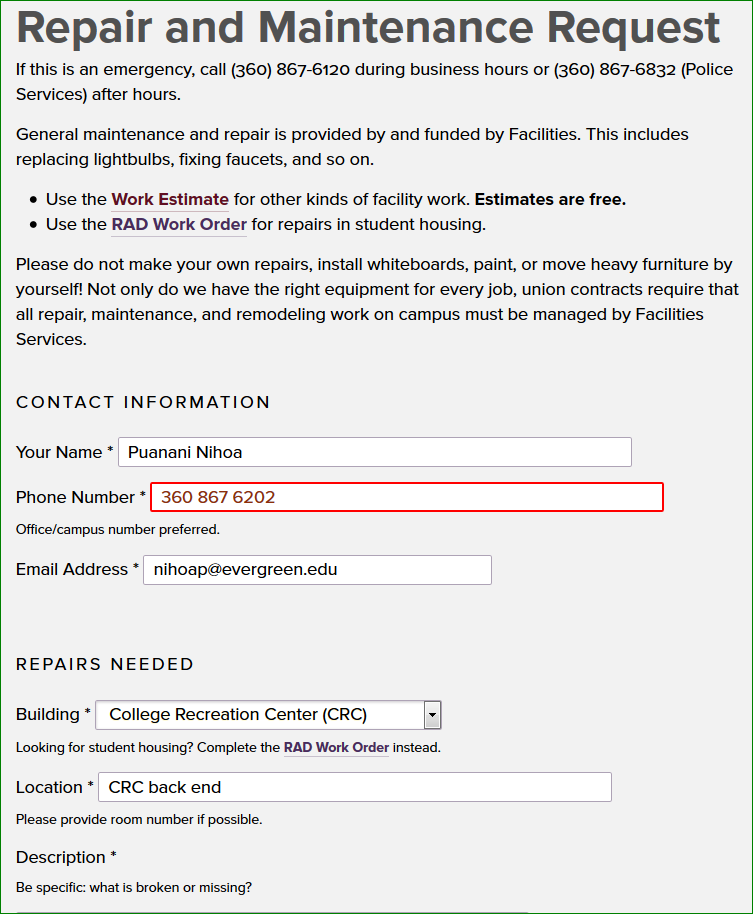 Repair and Maintenance Request
If this is an emergency, call (360) 867-6120 during business hours or (360) 867-6832 (Police
Services) after hours.
General maintenance and repair is provided by and funded by Facilities. This includes
replacing lightbulbs, fixing faucets, and so on.
• Use the Work Estimate for other kinds of facility work. Estimates are free.
• Use the RAD Work Order for repairs in student housing.
Please do not make your own repairs, install whiteboards, paint, or move heavy furniture by
yourself! Not only do we have the right equipment for every job, union contracts require that
all repair, maintenance, and remodeling work on campus must be managed by Facilities
Services.
CONTACT INFORMATION
Your Name * Puanani Nihoa
Phone Number * 360 867 6202
Office/campus number preferred.
Email Address * nihoap@evergreen.edu
REPAIRS NEEDED
Building * College Recreation Center (CRC)
Looking for student housing? Complete the RAD Work Order instead.
Location * CRC back end
Please provide room number if possible.
Description *
Be specific: what is broken or missing?